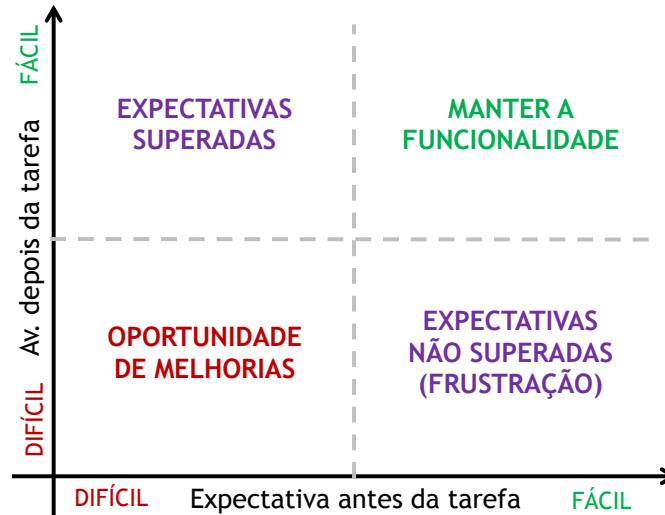 FÁCIL
Av. depois da tarefa
DIFÍCIL
EXPECTATIVAS
SUPERADAS
MANTER A
FUNCIONALIDADE
OPORTUNIDADE
DE MELHORIAS
EXPECTATIVAS
NÃO SUPERADAS
(FRUSTRAÇÃO)
DIFÍCIL Expectativa antes da tarefa FÁCIL